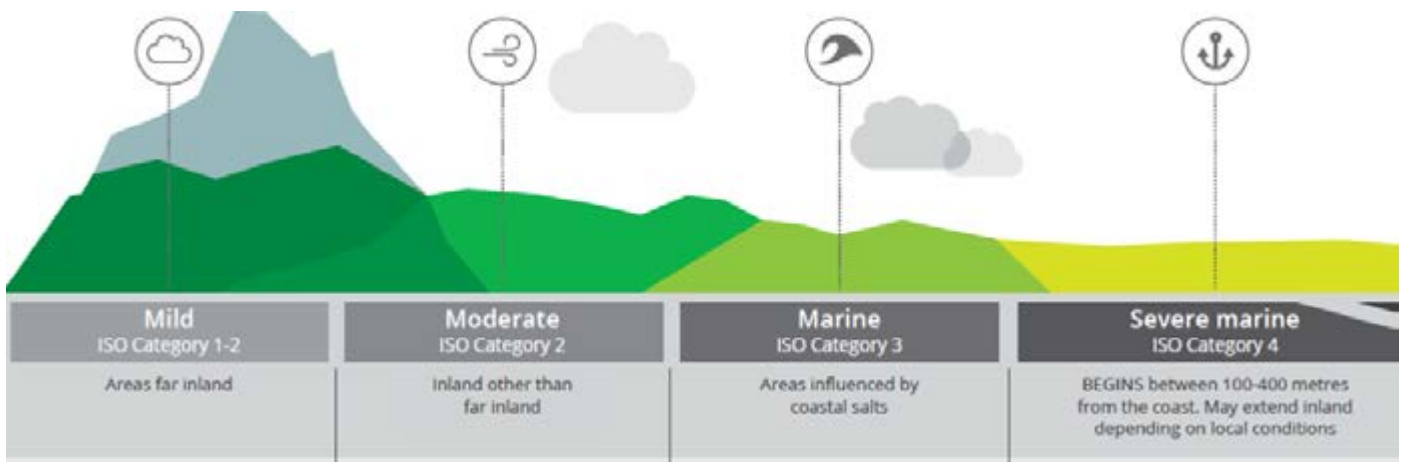 Mild
ISO Category 1-2
Areas far inland
Moderate
ISO Category 2
Inland other than
far inland
Marine
ISO Category 3
Areas influenced by
coastal salts
Severe marine
ISO Category 4
BEGINS between 100-400 metres
from the coast. May extend inland
depending on local conditions